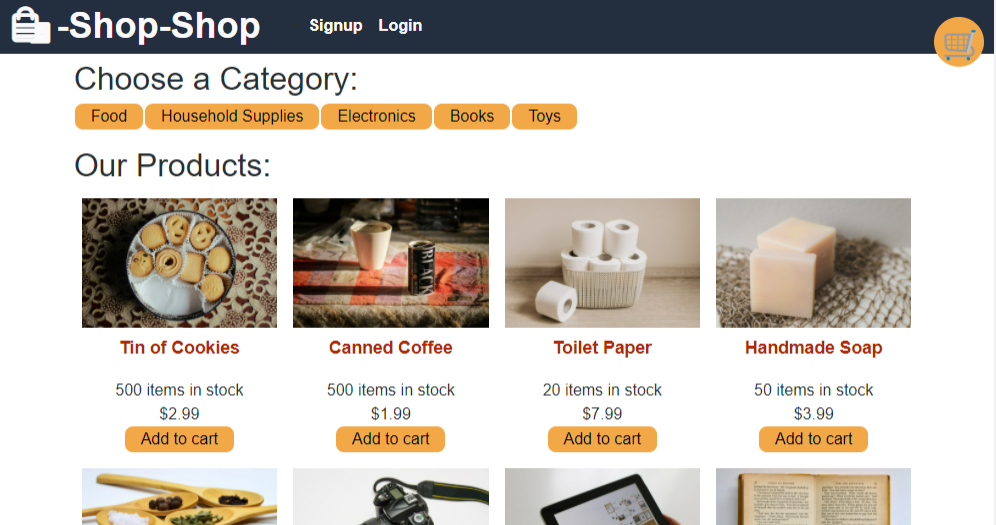 -Shop-Shop Signup Login
Choose a Category:
Food Household Supplies Electronics Books Toys
Our Products:
BLACK
Tin of Cookies Canned Coffee Toilet Paper Handmade Soap
500 items in stock 500 items in stock 20 items in stock 50 items in stock
$2.99 $1.99 $7.99 $3.99
Add to cart Add to cart Add to cart Add to cart